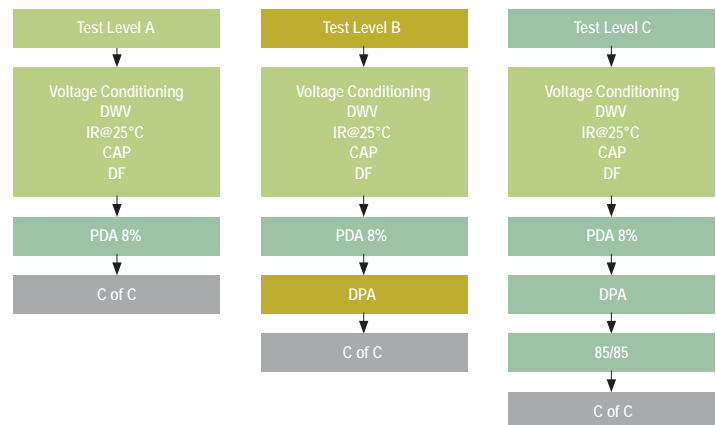 Test Level A
Voltage Conditioning
DWV
IR@25°C
CAP
DF
PDA 8%
C of C
Test Level B
Voltage Conditioning
DWV
IR@25°C
CAP
DF
PDA 8%
DPA
C of C
Test Level C
Voltage Conditioning
DWV
IR@25°C
CAP
DF
PDA 8%
DPA
85/85
C of C